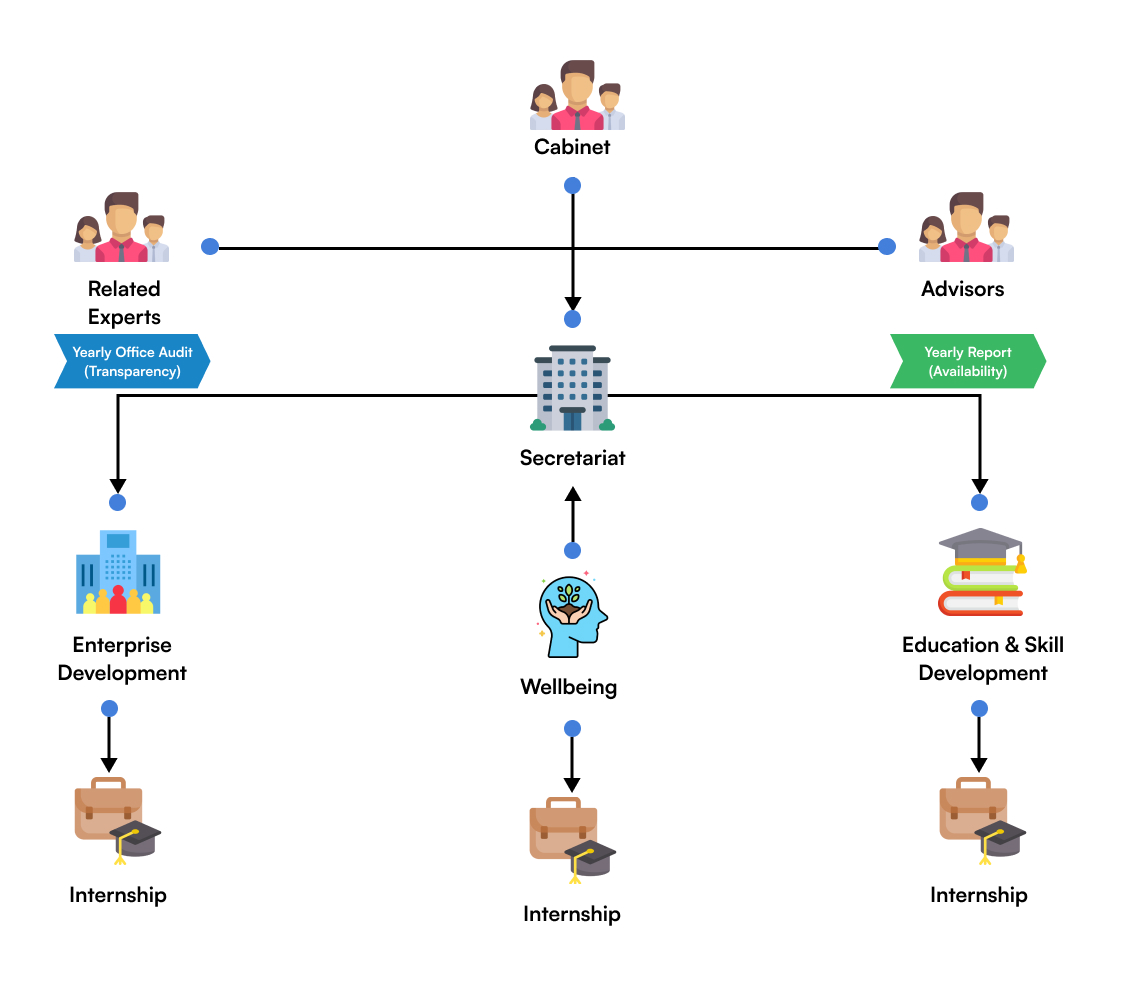 Cabinet
Related
Experts
Advisors
Yearly Office Audit
(Transparency)
Yearly Report
(Availability)
Secretariat
Enterprise
Development
Wellbeing
Education & Skill
Development
Internship
Internship
Internship